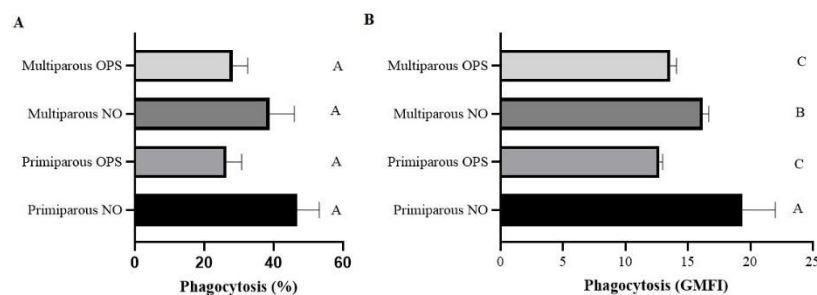 A
Multiparous OPS
A
Multiparous NO
A
Primiparous OPS
A
Primiparous NO
A
0 20 40 60
Phagocytosis (%)
B
Multiparous OPS
C
Multiparous NO
B
Primiparous OPS
C
Primiparous NO
A
0 5 10 15 20 25
Phagocytosis (GMFI)